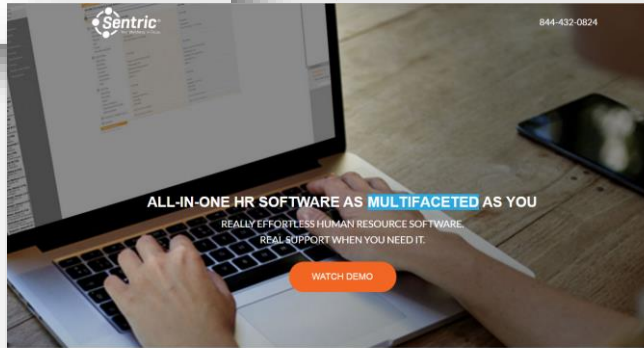 Sentric
844-432-0824
ALL-IN-ONE HR SOFTWARE AS MULTIFACETED AS YOU
REALLY EFFORTLESS HUMAN RESOURCE SOFTWARE.
REAL SUPPORT WHEN YOU NEED IT.
WATCH DEMO